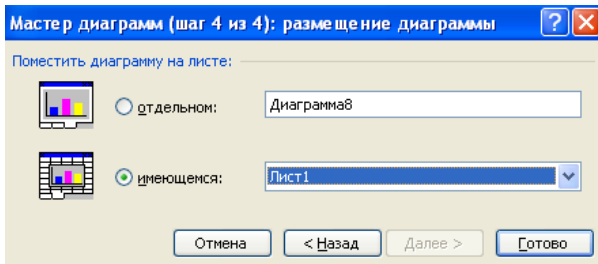 Мастер диаграмм (шаг 4 из 4): размещение диаграммы
Поместить диаграмму на листе:
отдельном: Диаграмма8
имеющемся: Лист1
Отмена < Назад Далее > Готово